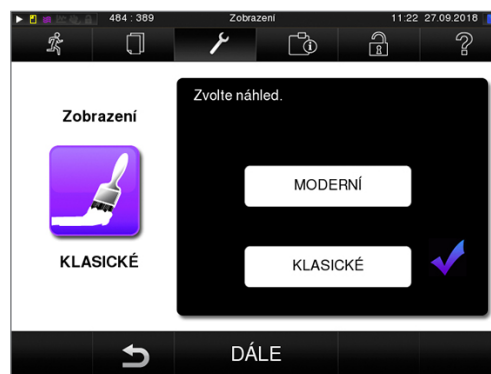 484 : 389 Zobrazení 11:22 27.09.2018
Zobrazení
KLASICKÉ
Zvolte náhled.
MODERNÍ
KLASICKÉ
DÁLE